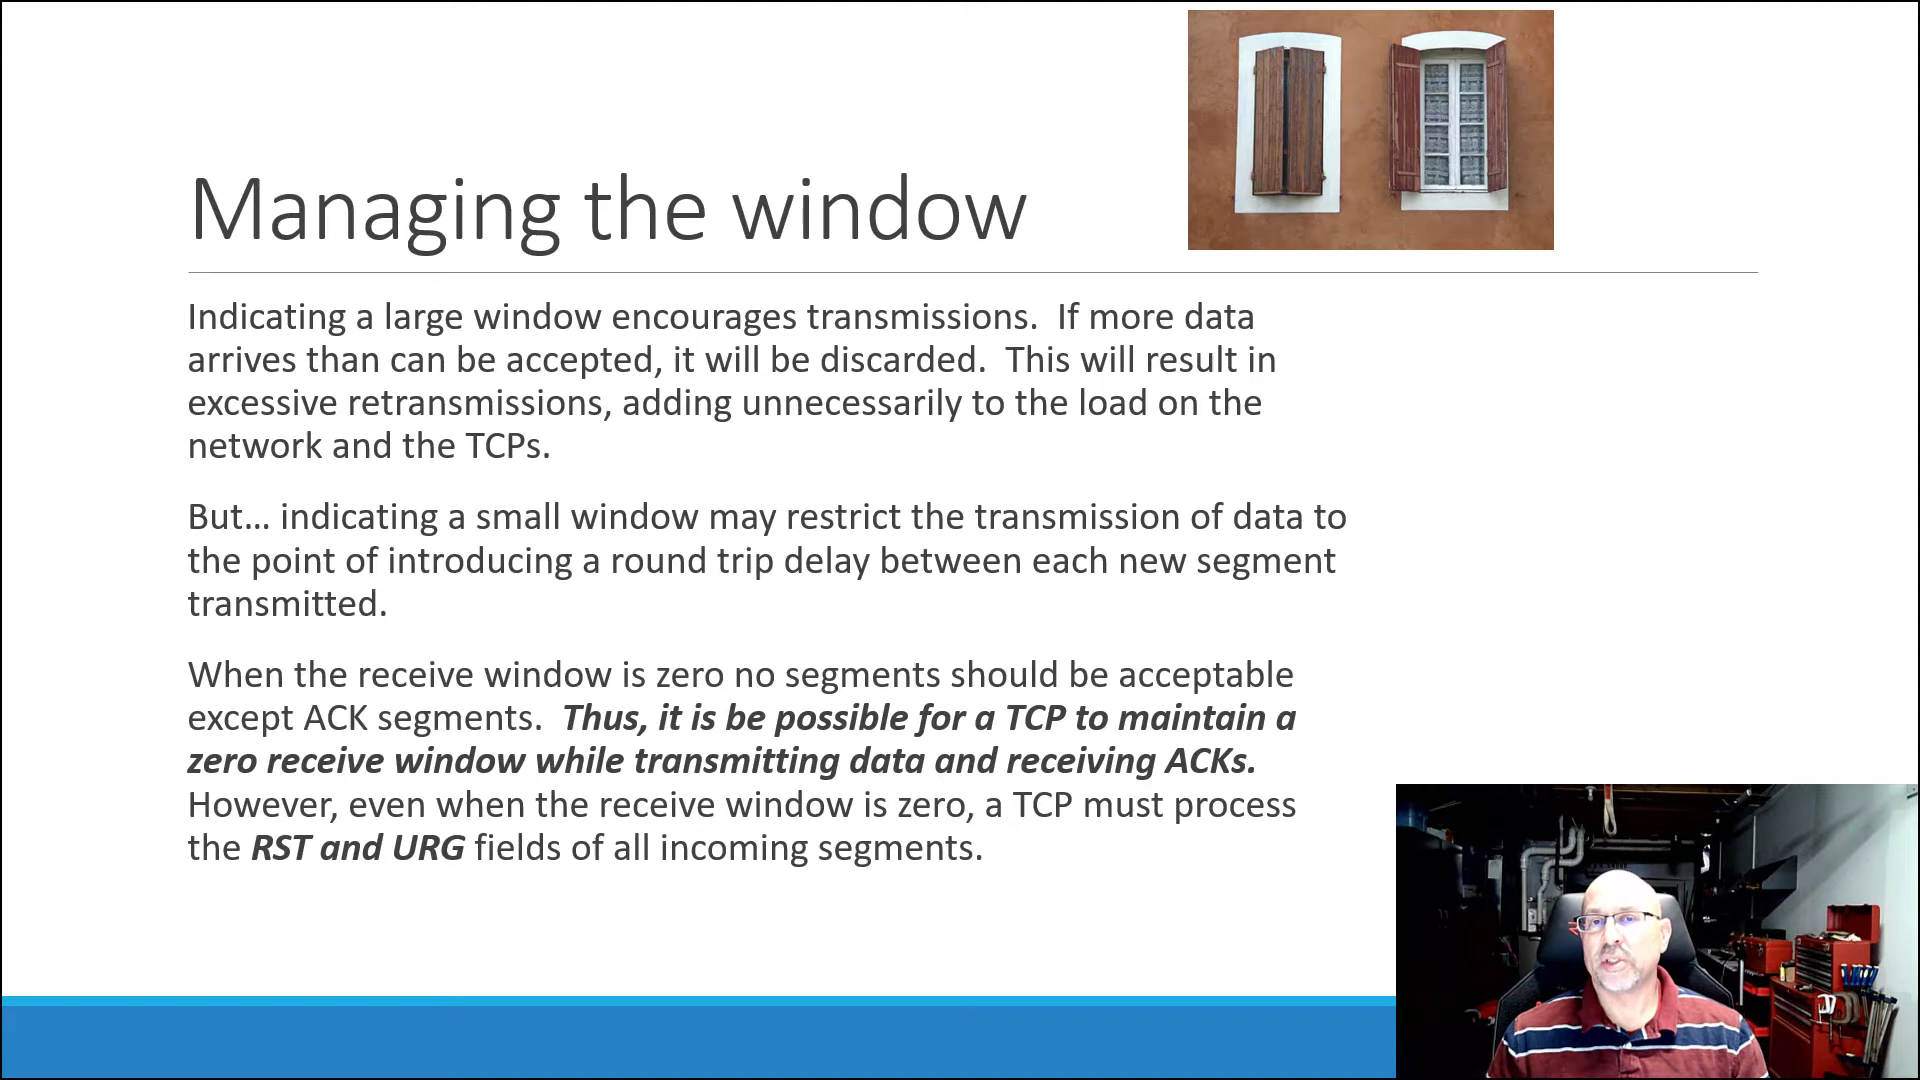 Managing the window
Indicating a large window encourages transmissions.  If more data
arrives than can be accepted, it will be discarded.  This will result in
excessive retransmissions, adding unnecessarily to the load on the
network and the TCPs.
But… indicating a small window may restrict the transmission of data to
the point of introducing a round trip delay between each new segment
transmitted.
When the receive window is zero no segments should be acceptable
except ACK segments.  Thus, it is be possible for a TCP to maintain a
zero receive window while transmitting data and receiving ACKs.
However, even when the receive window is zero, a TCP must process
the RST and URG fields of all incoming segments.